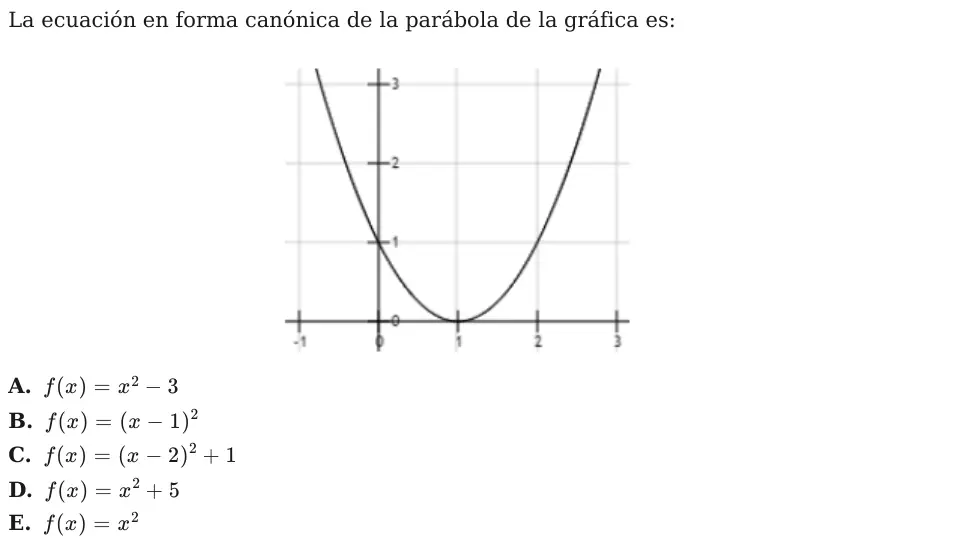 La ecuación en forma canónica de la parábola de la gráfica es:
3
2
1
0
-1 0 1 2 3
A. f(x) = x² − 3
B. f(x) = (x − 1)²
C. f(x) = (x − 2)² + 1
D. f(x) = x² + 5
E. f(x) = x²